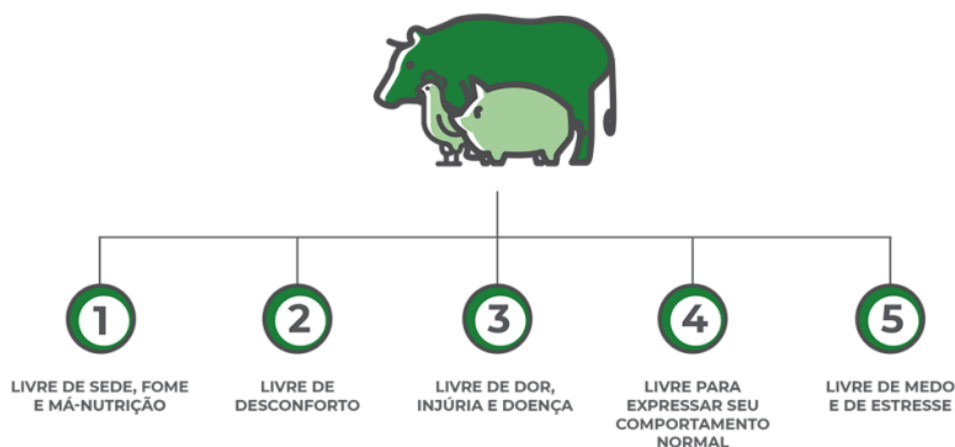 1
LIVRE DE SEDE, FOME
E MÁ-NUTRIÇÃO
2
LIVRE DE
DESCONFORTO
3
LIVRE DE DOR,
INJÚRIA E DOENÇA
4
LIVRE PARA
EXPRESSAR SEU
COMPORTAMENTO
NORMAL
5
LIVRE DE MEDO
E DE ESTRESSE